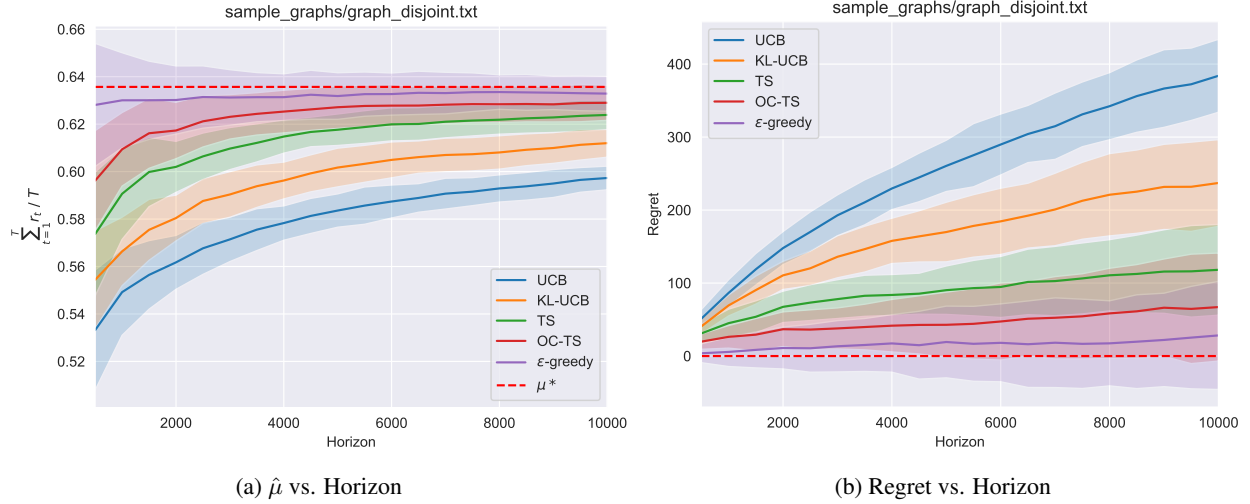 sample_graphs/graph_disjoint.txt
0.66
0.64
0.62
0.60
0.58
0.56
0.54
0.52
∑ᵀₜ₌₁ rₜ / T
UCB
KL-UCB
TS
OC-TS
ε-greedy
μ*
2000 4000 6000 8000 10000
Horizon
(a) μ̂ vs. Horizon
sample_graphs/graph_disjoint.txt
UCB
KL-UCB
TS
OC-TS
ε-greedy
400
300
200
100
0
Regret
2000 4000 6000 8000 10000
Horizon
(b) Regret vs. Horizon